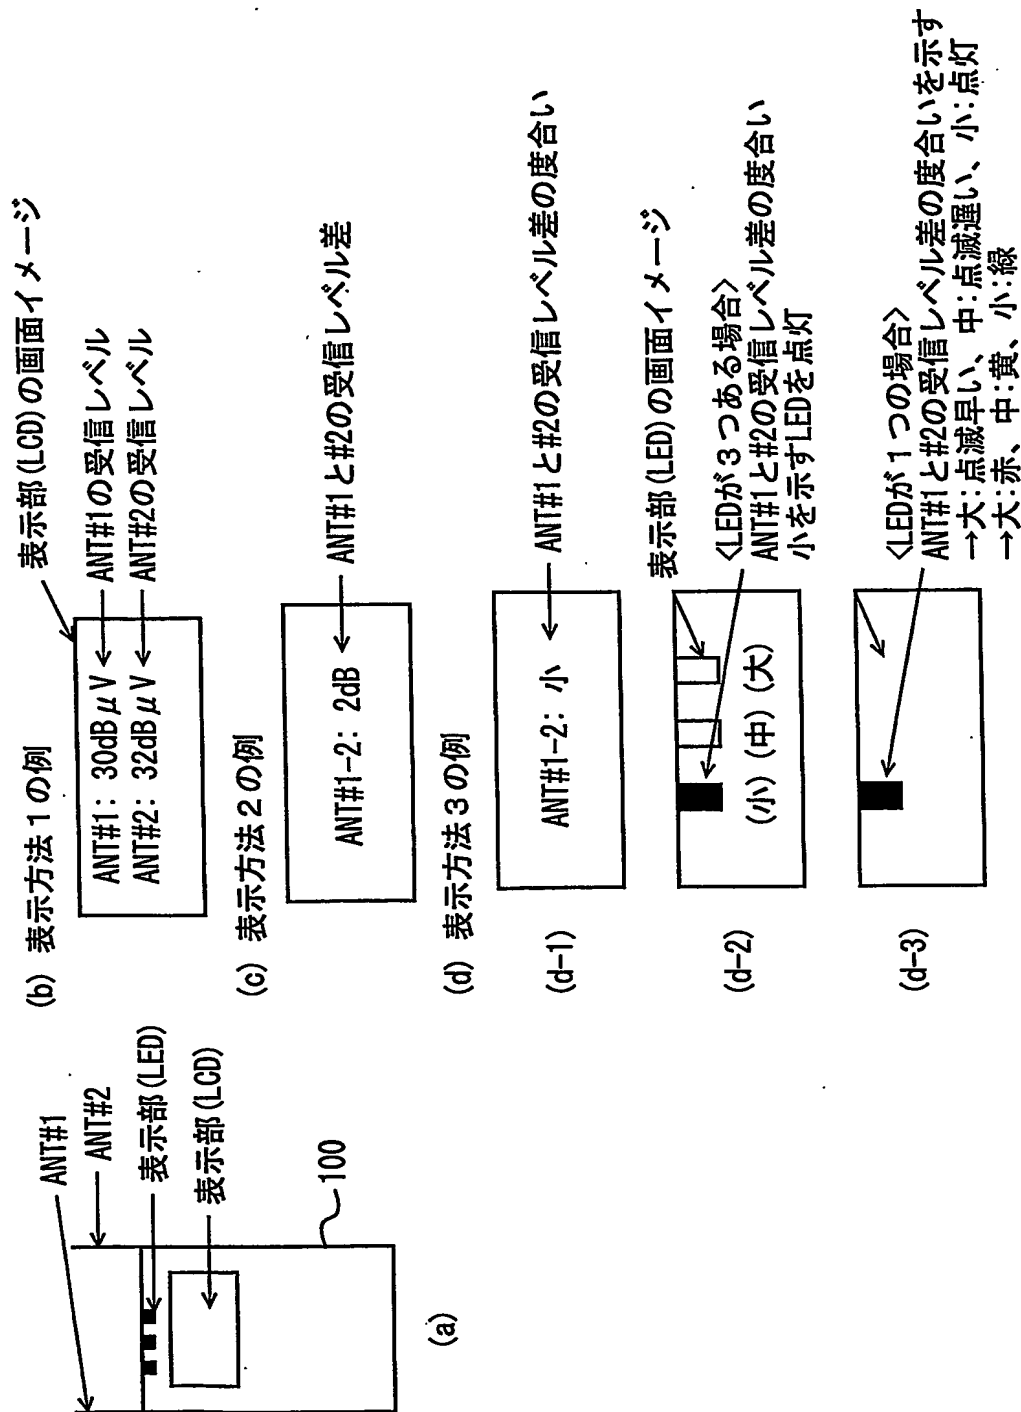 ANT#1
ANT#2
表示部(LED)
表示部(LCD)
100
(a)
(b) 表示方法1の例
表示部(LCD)の画面イメージ
ANT#1: 30dBμV
ANT#1の受信レベル
ANT#2: 32dBμV
ANT#2の受信レベル
(c) 表示方法2の例
ANT#1-2: 2dB
ANT#1と#2の受信レベル差
(d) 表示方法3の例
(d-1)
ANT#1-2: 小
ANT#1と#2の受信レベル差の度合い
(d-2)
(小) (中) (大)
表示部(LED)の画面イメージ
<LEDが3つある場合>
ANT#1と#2の受信レベル差の度合い
小を示すLEDを点灯
(d-3)
<LEDが1つの場合>
ANT#1と#2の受信レベル差の度合いを示す
→大:点滅早い、中:点滅遅い、小:点灯
→大:赤、中:黄、小:緑